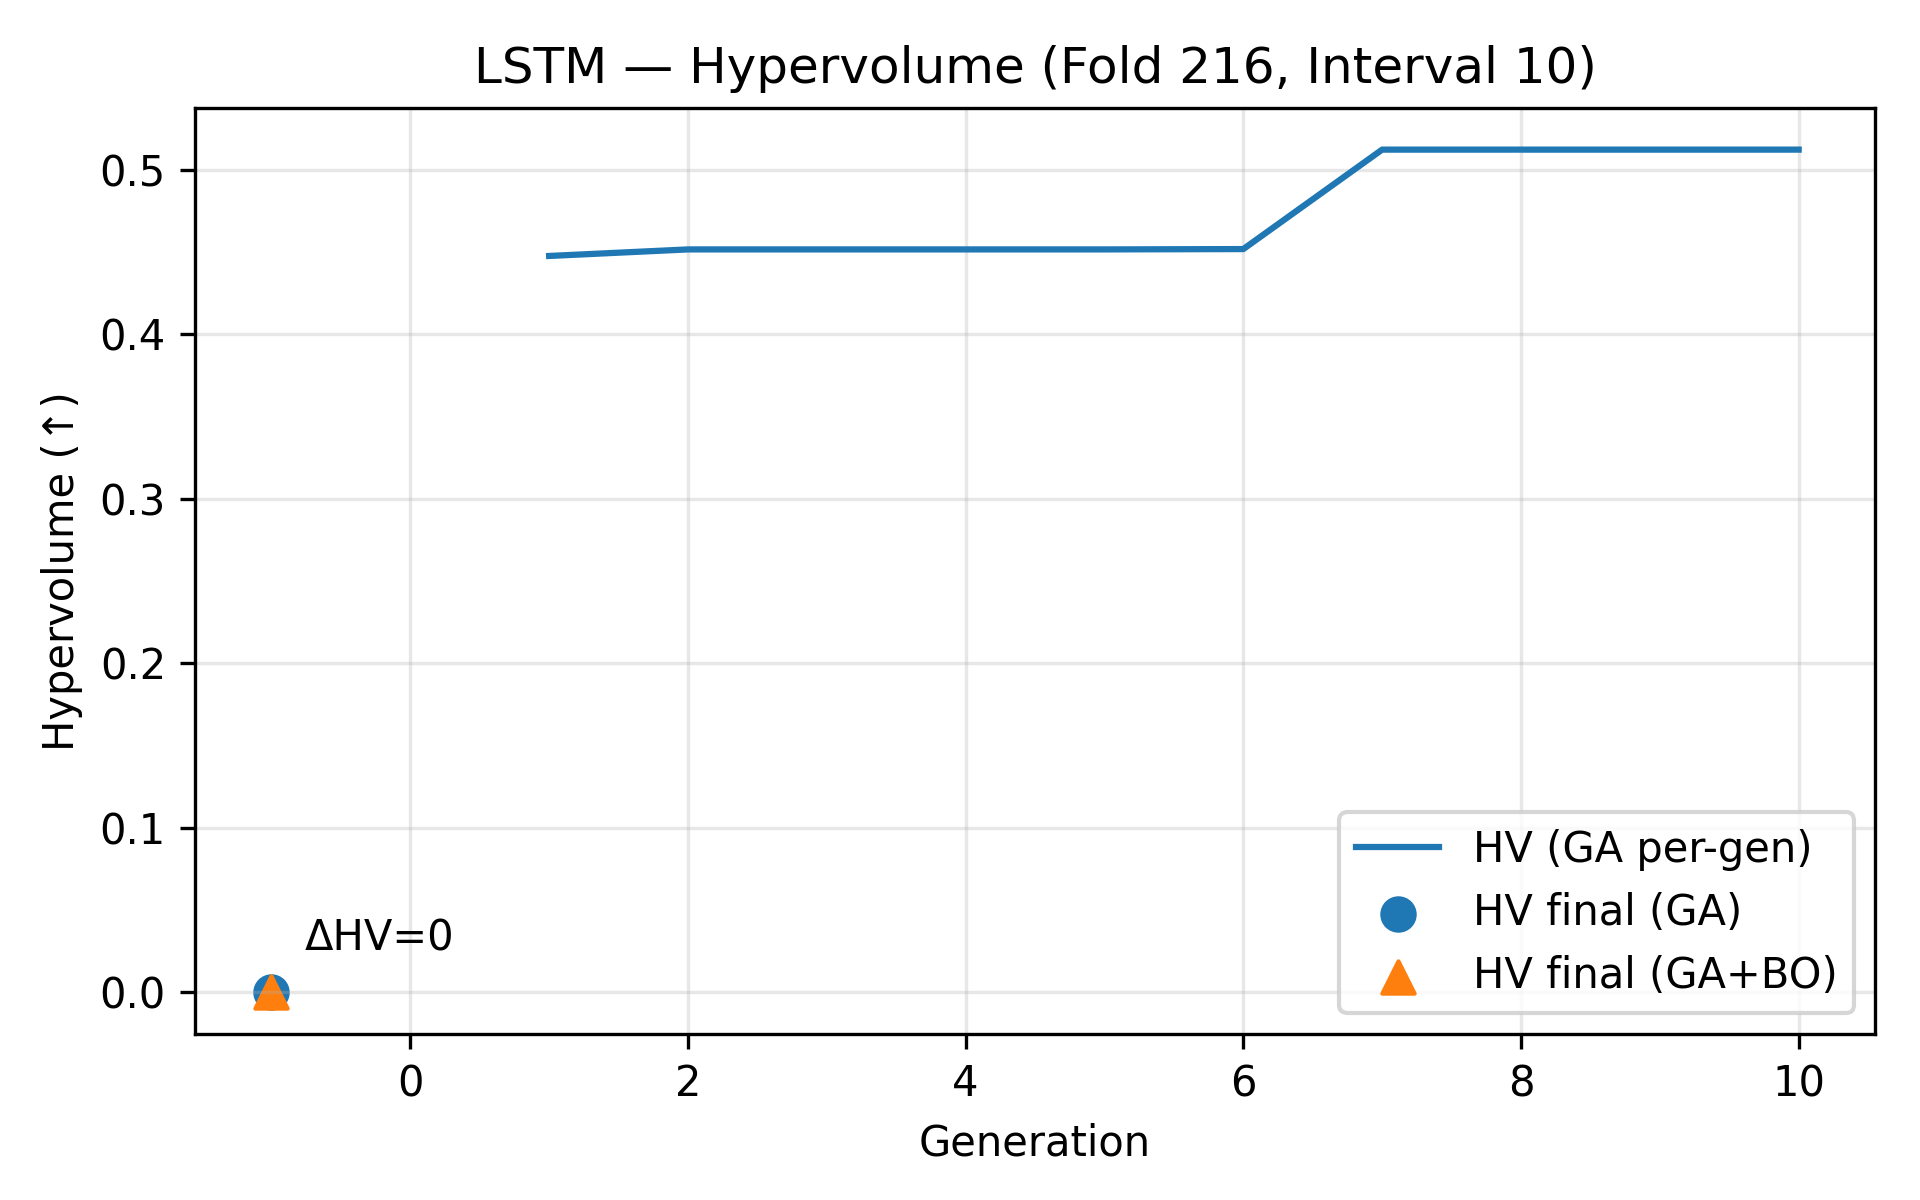 LSTM — Hypervolume (Fold 216, Interval 10)
Hypervolume (↑)
0.5
0.4
0.3
0.2
0.1
0.0
ΔHV=0
HV (GA per-gen)
HV final (GA)
HV final (GA+BO)
0 2 4 6 8 10
Generation